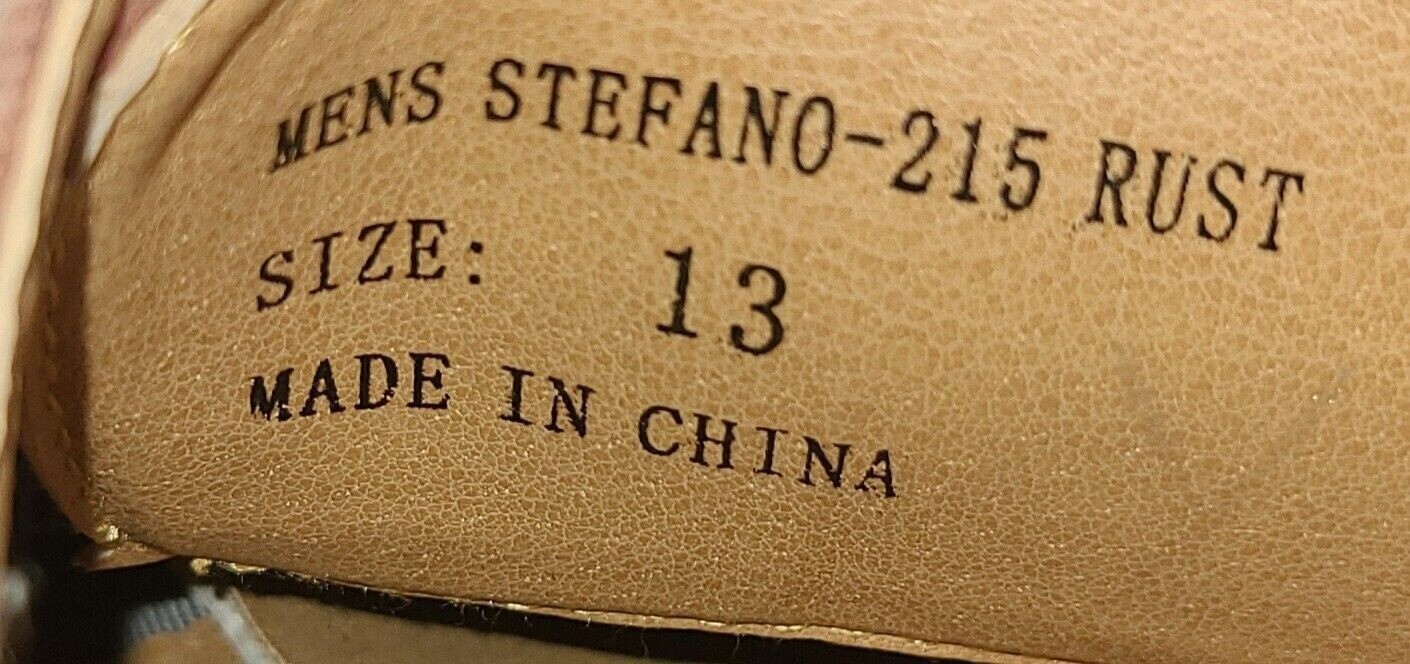 MENS STEFANO-215 RUST
SIZE: 13
MADE IN CHINA